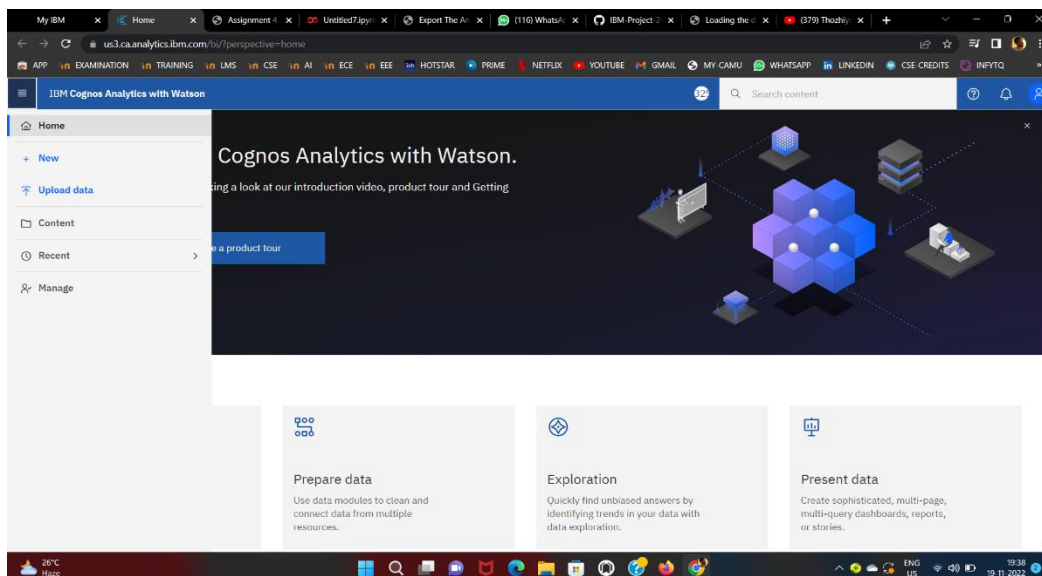 My IBM
Home
Assignment 4
Untitled7.ipyn
Export The An
(116) WhatsA
IBM-Project-2
Loading the d
(379) Thozhiy
us3.ca.analytics.ibm.com/bi/?perspective=home
APP
EXAMINATION
TRAINING
LMS
CSE
AI
ECE
EEE
HOTSTAR
PRIME
NETFLIX
YOUTUBE
GMAIL
MY-CAMU
WHATSAPP
LINKEDIN
CSE-CREDITS
INFYTQ
IBM Cognos Analytics with Watson
Search content
Home
New
Upload data
Content
Recent
Manage
Cognos Analytics with Watson.
king a look at our introduction video, product tour and Getting
e a product tour
Prepare data
Use data modules to clean and
connect data from multiple
resources.
Exploration
Quickly find unbiased answers by
identifying trends in your data with
data exploration.
Present data
Create sophisticated, multi-page,
multi-query dashboards, reports,
or stories.
26°C
Haze
ENG
US
19:38
19-11-2022